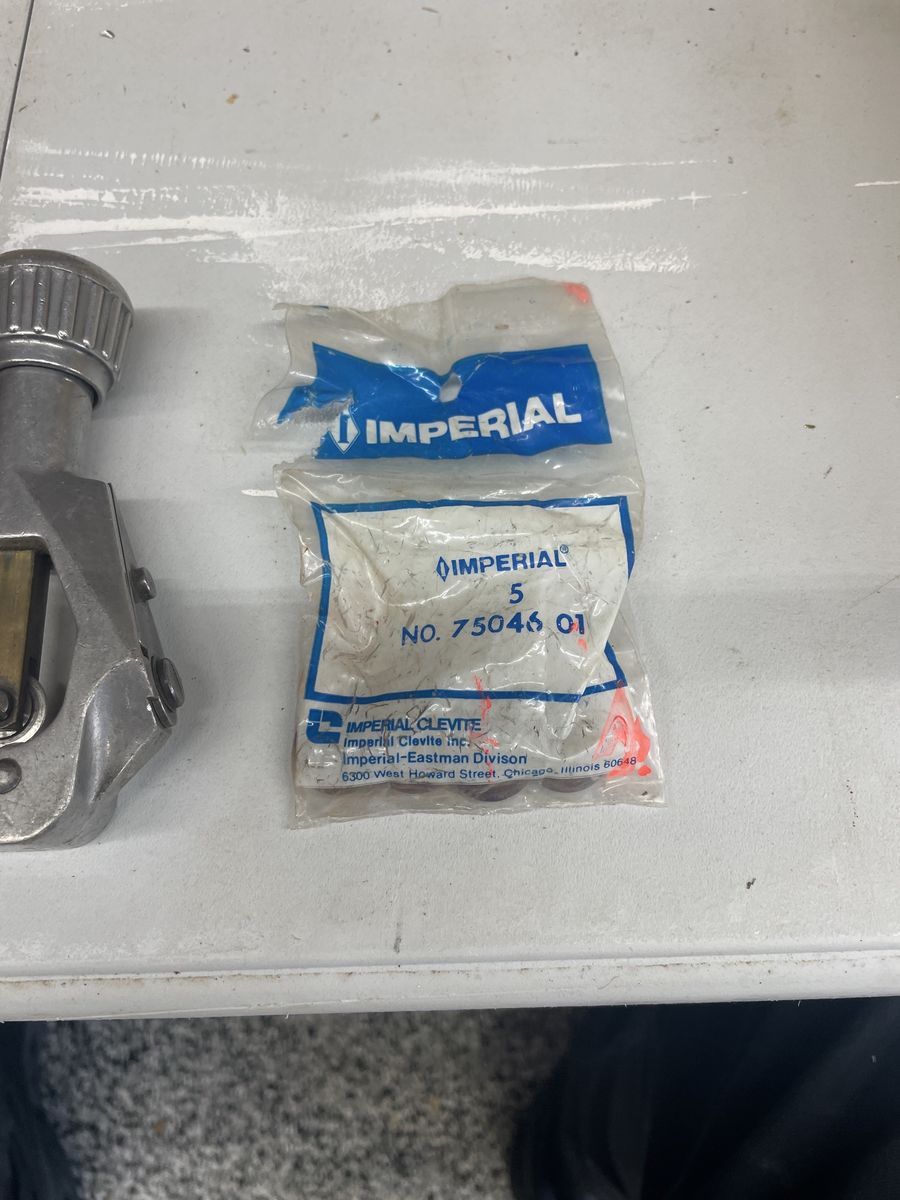 IMPERIAL
IMPERIAL®
5
NO. 75046 01
IMPERIAL CLEVITE
Imperial Clevite Inc.
Imperial-Eastman Divison
6300 West Howard Street, Chicago, Illinois 60648